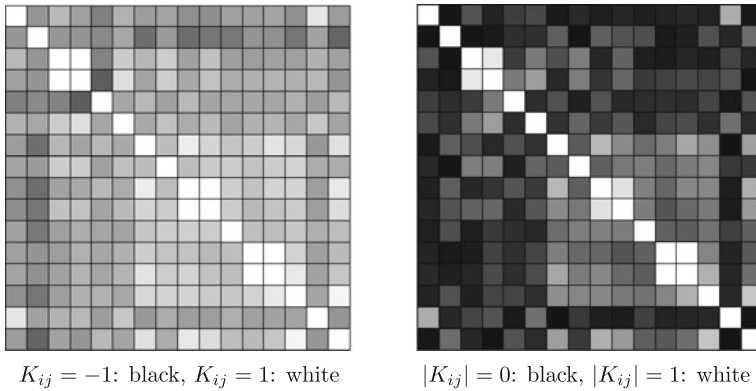 K_{ij} = −1: black, K_{ij} = 1: white
|K_{ij}| = 0: black, |K_{ij}| = 1: white